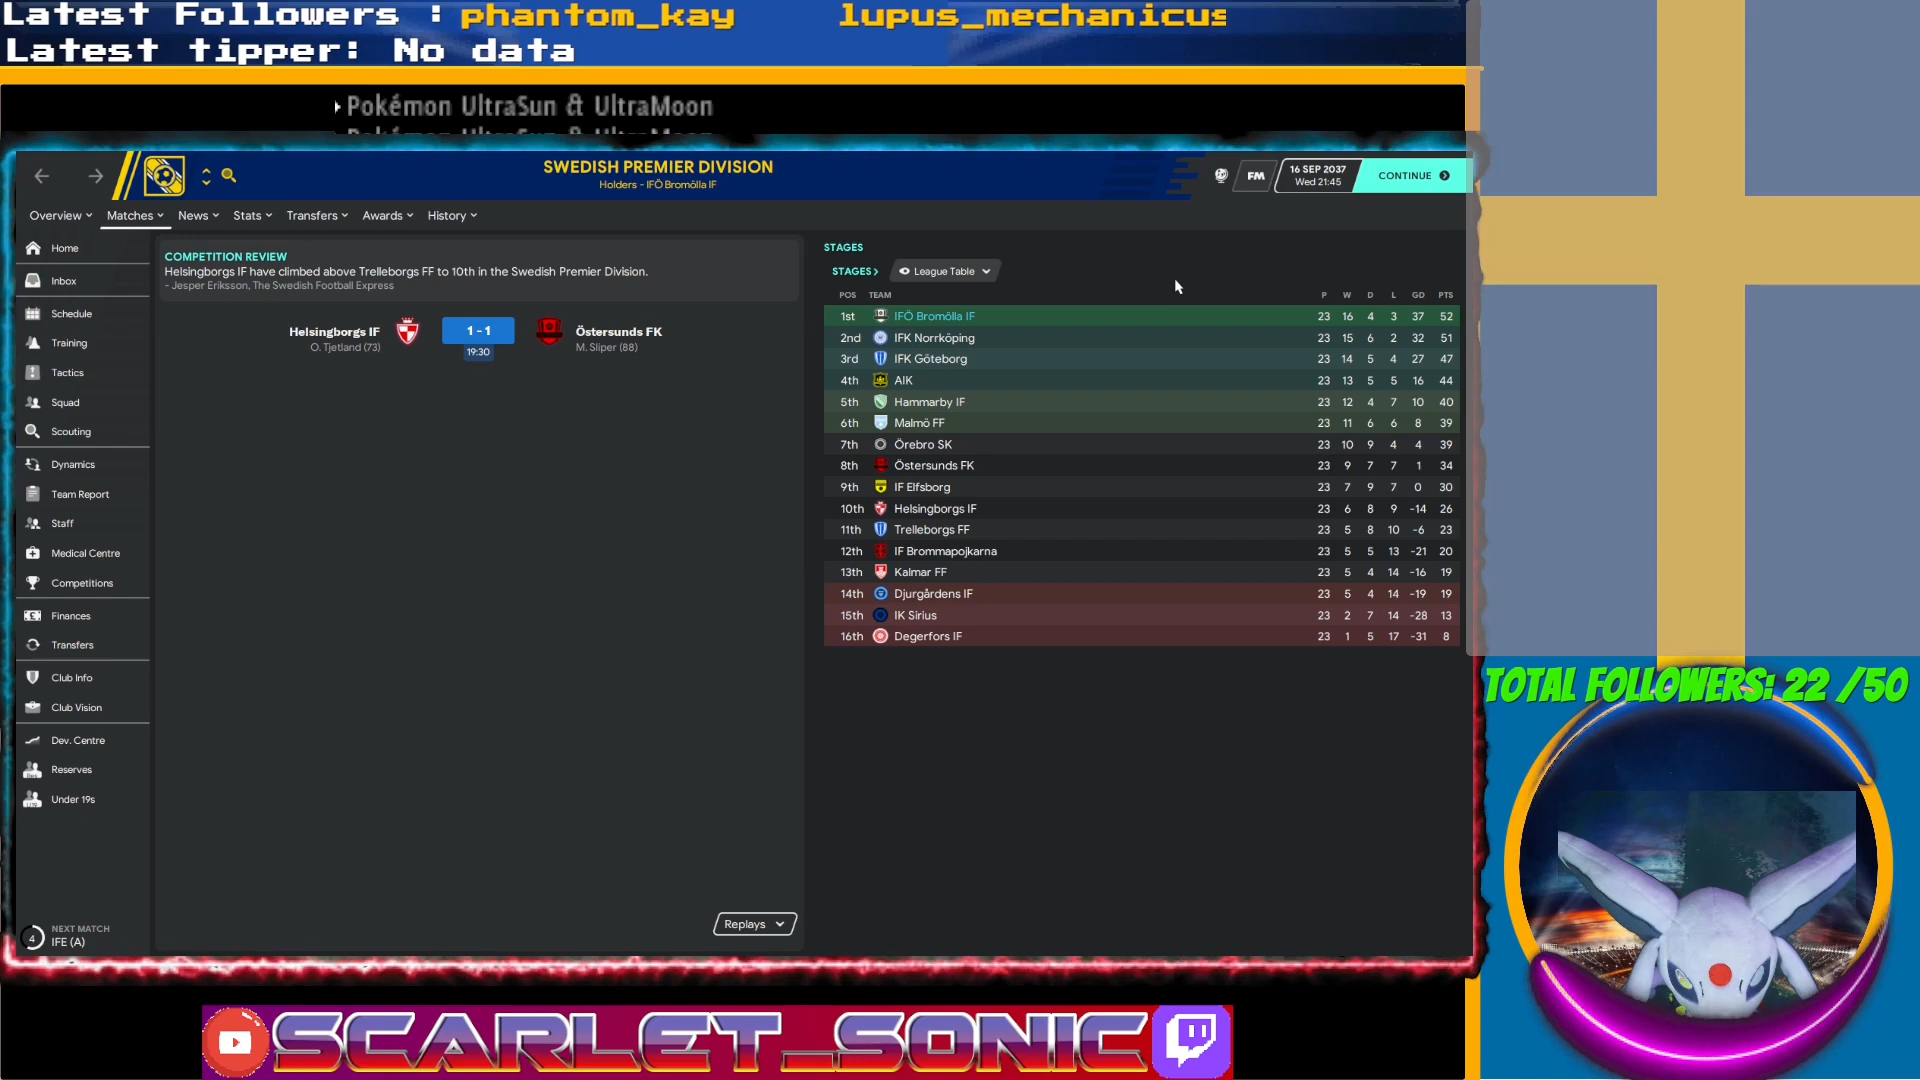 Latest Followers : phantom_kay lupus_mechanicus
Latest tipper: No data
Pokémon UltraSun & UltraMoon
Pokémon UltraSun & UltraMoon
SWEDISH PREMIER DIVISION
Holders - IFÖ Bromölla IF
FM
16 SEP 2037
Wed 21:45
CONTINUE
Overview Matches News Stats Transfers Awards History
Home
Inbox
Schedule
Training
Tactics
Squad
Scouting
Dynamics
Team Report
Staff
Medical Centre
Competitions
Finances
Transfers
Club Info
Club Vision
Dev. Centre
Reserves
Under 19s
4 NEXT MATCH
IFE (A)
COMPETITION REVIEW
Helsingborgs IF have climbed above Trelleborgs FF to 10th in the Swedish Premier Division.
- Jesper Eriksson, The Swedish Football Express
Helsingborgs IF 1 - 1 Östersunds FK
O. Tjetland (73) 19:30 M. Sliper (88)
Replays
STAGES
STAGES> League Table
POS TEAM P W D L GD PTS
1st IFÖ Bromölla IF 23 16 4 3 37 52
2nd IFK Norrköping 23 15 6 2 32 51
3rd IFK Göteborg 23 14 5 4 27 47
4th AIK 23 13 5 5 16 44
5th Hammarby IF 23 12 4 7 10 40
6th Malmö FF 23 11 6 6 8 39
7th Örebro SK 23 10 9 4 4 39
8th Östersunds FK 23 9 7 7 1 34
9th IF Elfsborg 23 7 9 7 0 30
10th Helsingborgs IF 23 6 8 9 -14 26
11th Trelleborgs FF 23 5 8 10 -6 23
12th IF Brommapojkarna 23 5 5 13 -21 20
13th Kalmar FF 23 5 4 14 -16 19
14th Djurgårdens IF 23 5 4 14 -19 19
15th IK Sirius 23 2 7 14 -28 13
16th Degerfors IF 23 1 5 17 -31 8
TOTAL FOLLOWERS: 22 /50
SCARLET_SONIC